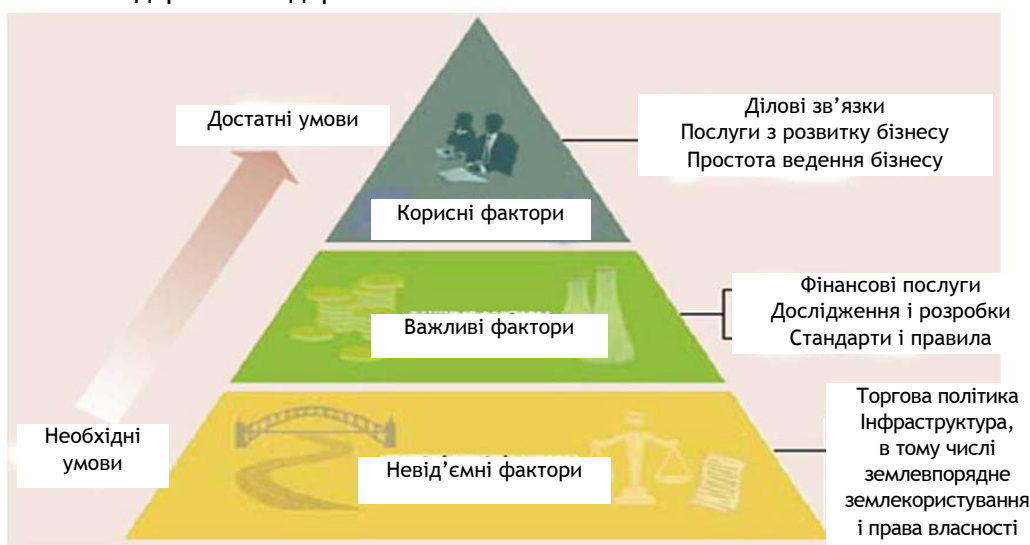 Достатні умови
Ділові зв’язки
Послуги з розвитку бізнесу
Простота ведення бізнесу
Корисні фактори
Фінансові послуги
Дослідження і розробки
Стандарти і правила
Важливі фактори
Торгова політика
Інфраструктура,
в тому числі
землевпорядне
землекористування
і права власності
Необхідні
умови
Невід’ємні фактори